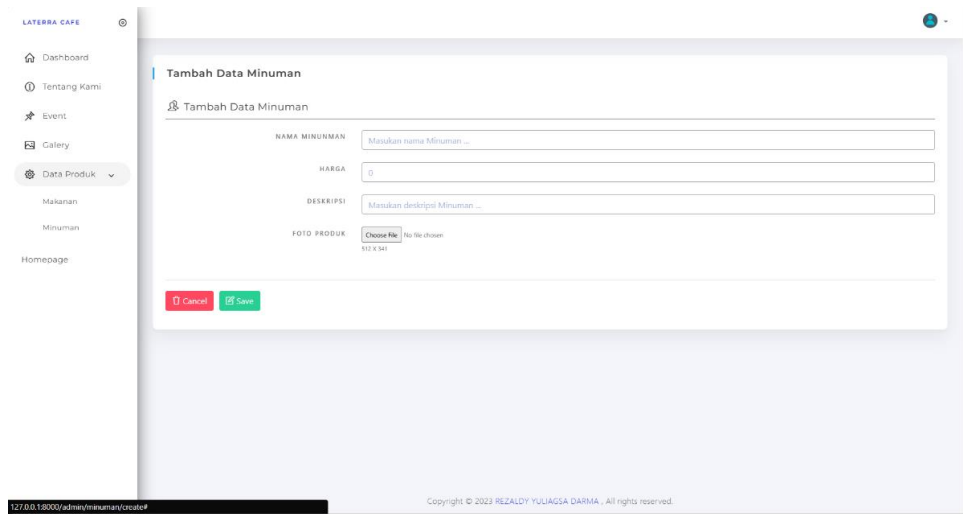 LATERRA CAFE
Dashboard
Tentang Kami
Event
Galery
Data Produk
Makanan
Minuman
Homepage
Tambah Data Minuman
Tambah Data Minuman
NAMA MINUNMAN
Masukan nama Minuman ...
HARGA
0
DESKRIPSI
Masukan deskripsi Minuman ...
FOTO PRODUK
Choose File No file chosen
512 X 341
Cancel Save
Copyright © 2023 REZALDY YULIAGSA DARMA , All rights reserved.
127.0.0.1:8000/admin/minuman/create#